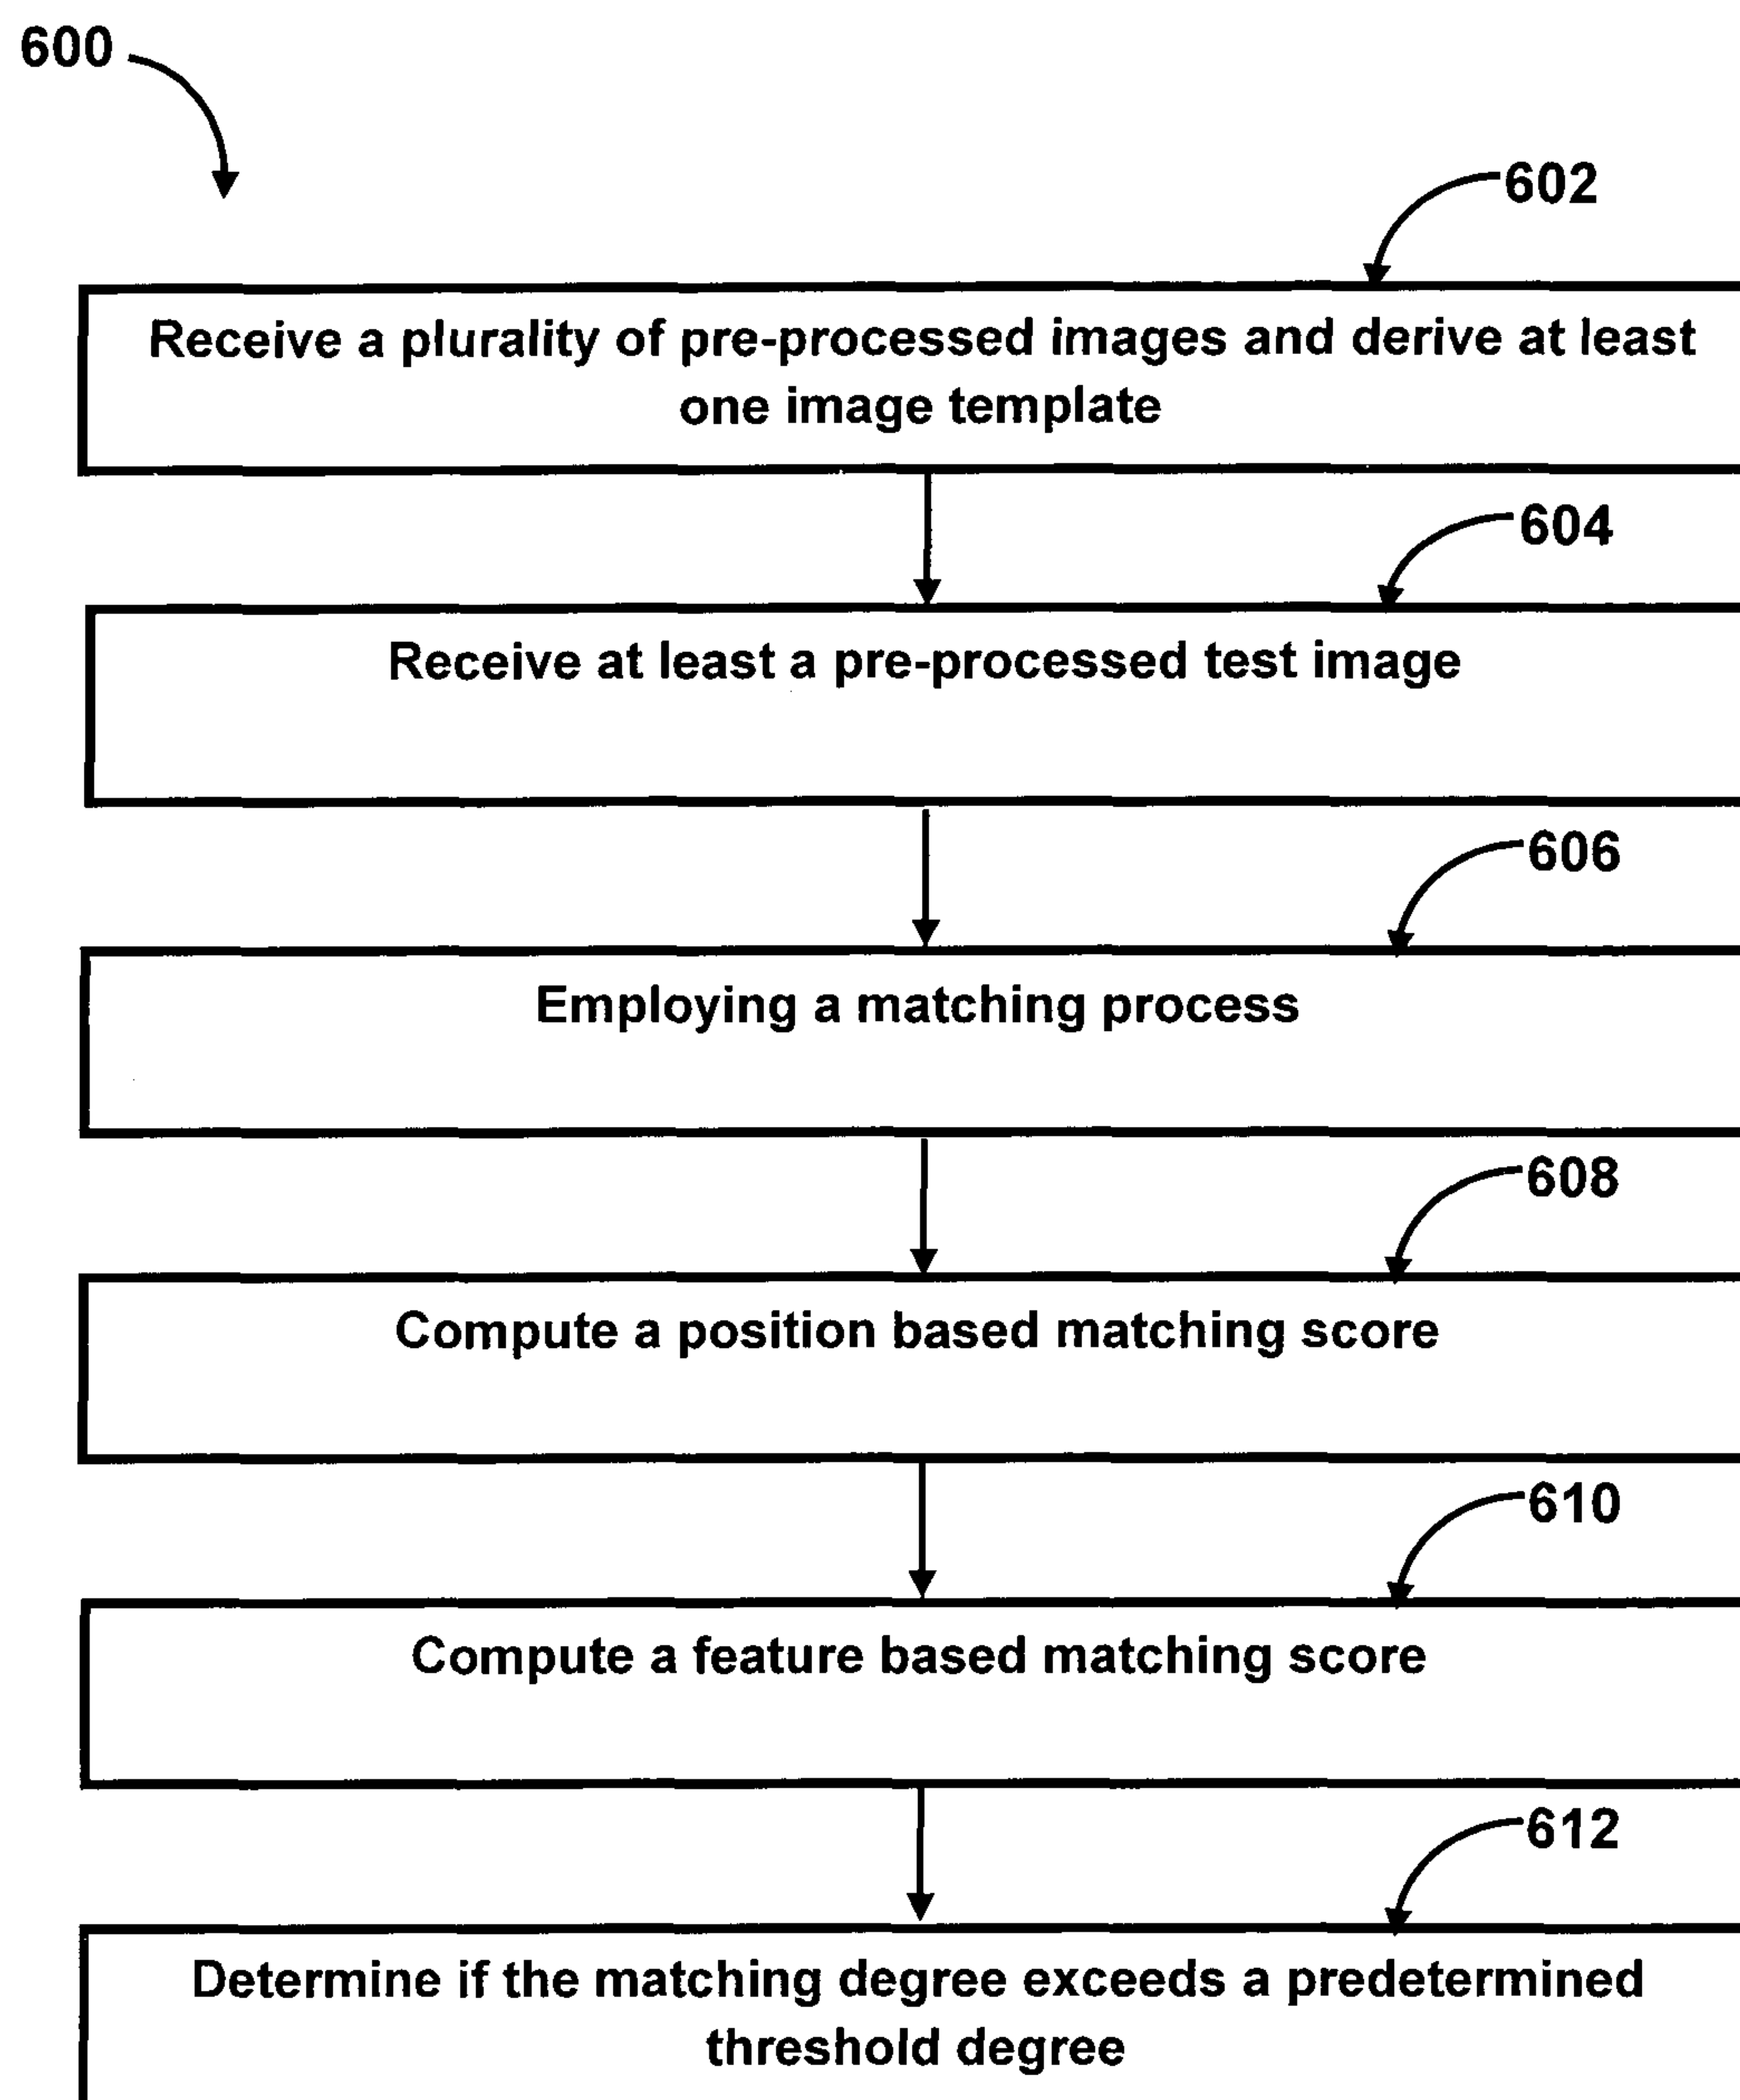 600
602
Receive a plurality of pre-processed images and derive at least
one image template
604
Receive at least a pre-processed test image
606
Employing a matching process
608
Compute a position based matching score
610
Compute a feature based matching score
612
Determine if the matching degree exceeds a predetermined
threshold degree